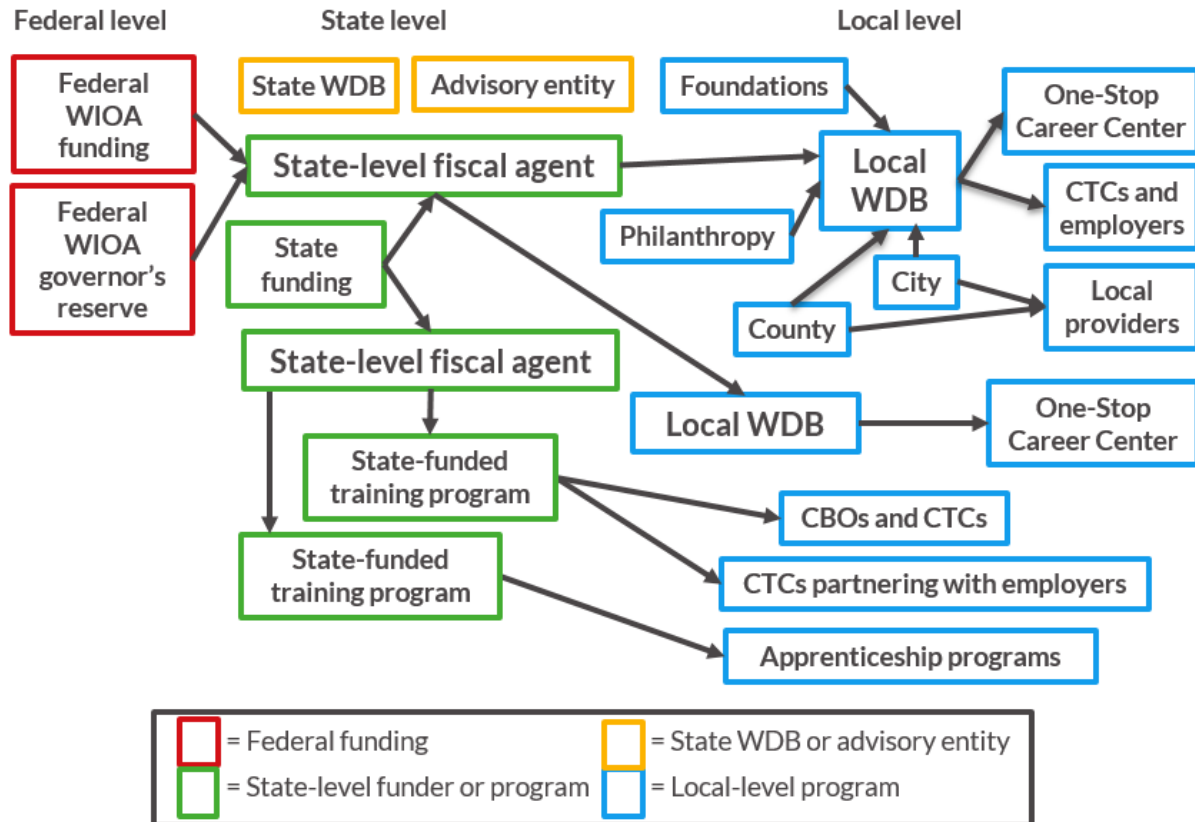 Federal level
State level
Local level
Federal
WIOA
funding
Federal
WIOA
governor's
reserve
State WDB
Advisory entity
State-level fiscal agent
State
funding
State-level fiscal agent
State-funded
training program
State-funded
training program
Foundations
Philanthropy
Local
WDB
City
County
One-Stop
Career Center
CTCs and
employers
Local
providers
Local WDB
One-Stop
Career Center
CBOs and CTCs
CTCs partnering with employers
Apprenticeship programs
= Federal funding
= State WDB or advisory entity
= State-level funder or program
= Local-level program